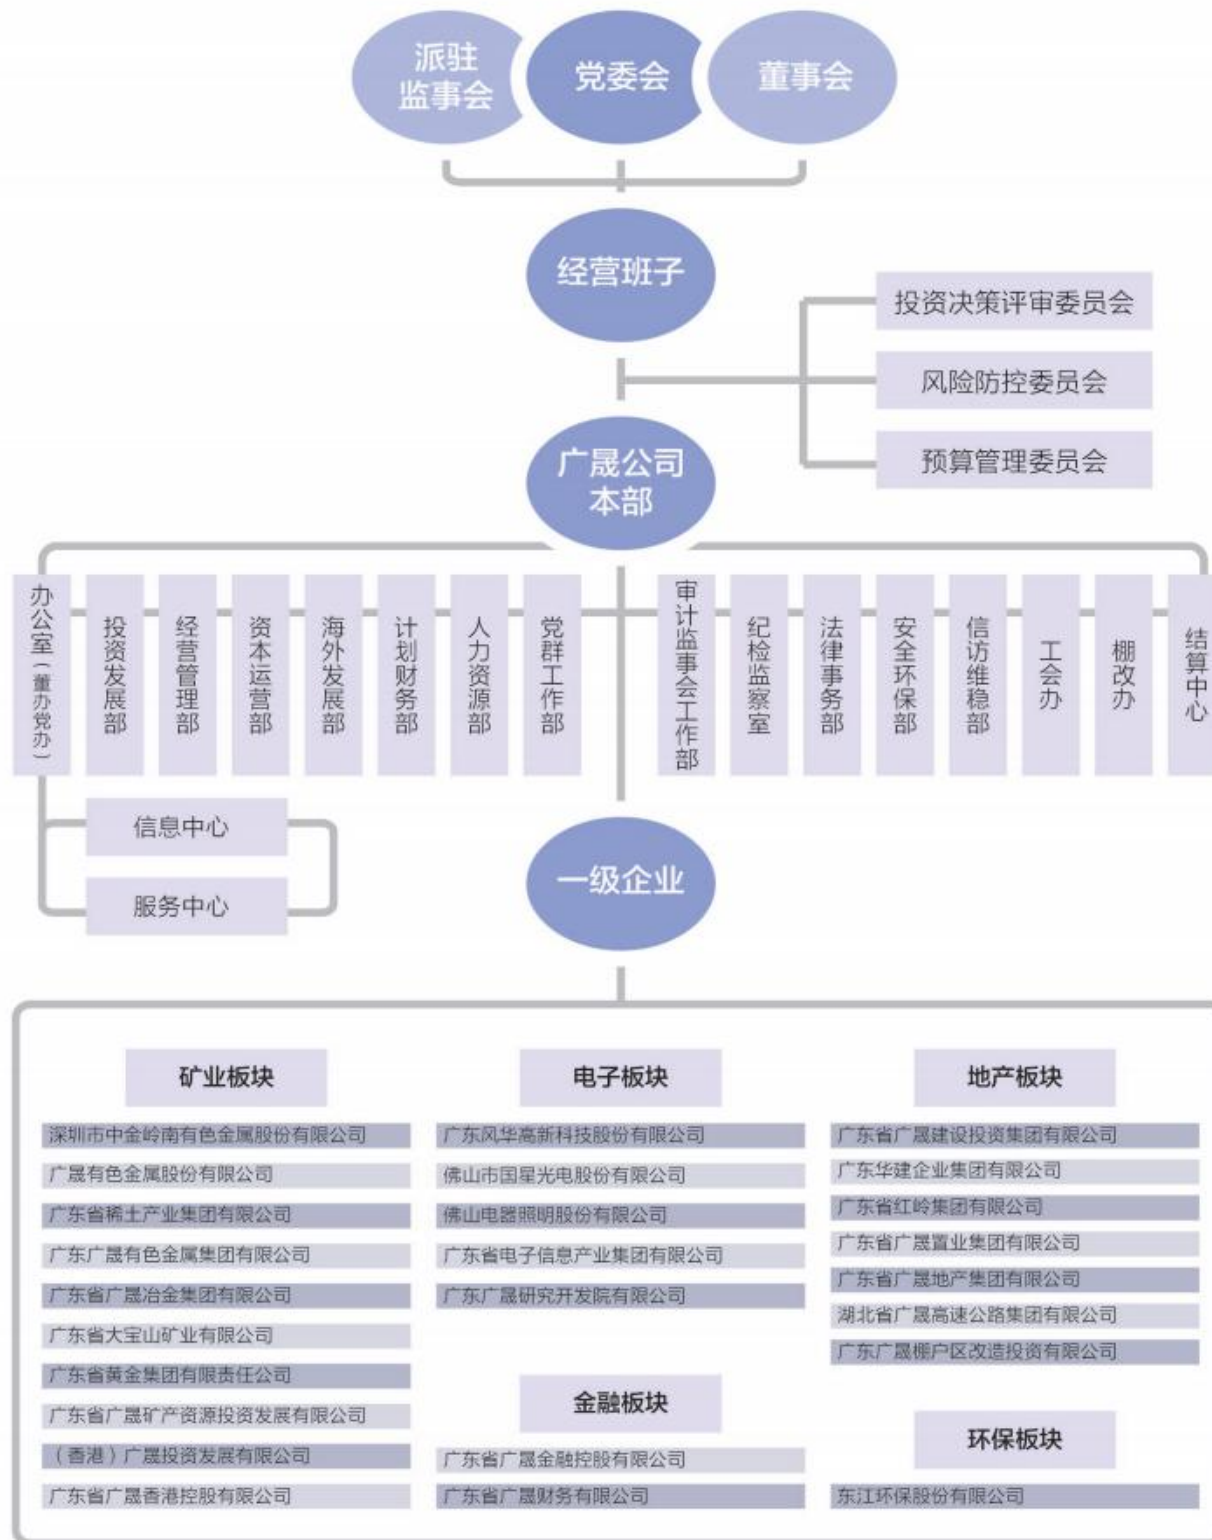 派驻
监事会
党委会
董事会
经营班子
投资决策评审委员会
风险防控委员会
预算管理委员会
广晟公司
本部
办公室（董办党办）
投资发展部
经营管理部
资本运营部
海外发展部
计划财务部
人力资源部
党群工作部
审计监事会工作部
纪检监察室
法律事务部
安全环保部
信访维稳部
工会办
棚改办
结算中心
信息中心
服务中心
一级企业
矿业板块
深圳市中金岭南有色金属股份有限公司
广晟有色金属股份有限公司
广东省稀土产业集团有限公司
广东广晟有色金属集团有限公司
广东省广晟冶金集团有限公司
广东省大宝山矿业有限公司
广东省黄金集团有限责任公司
广东省广晟矿产资源投资发展有限公司
（香港）广晟投资发展有限公司
广东省广晟香港控股有限公司
电子板块
广东风华高新科技股份有限公司
佛山市国星光电股份有限公司
佛山电器照明股份有限公司
广东省电子信息产业集团有限公司
广东广晟研究开发院有限公司
金融板块
广东省广晟金融控股有限公司
广东省广晟财务有限公司
地产板块
广东省广晟建设投资集团有限公司
广东华建企业集团有限公司
广东省红岭集团有限公司
广东省广晟置业集团有限公司
广东省广晟地产集团有限公司
湖北省广晟高速公路集团有限公司
广东广晟棚户区改造投资有限公司
环保板块
东江环保股份有限公司